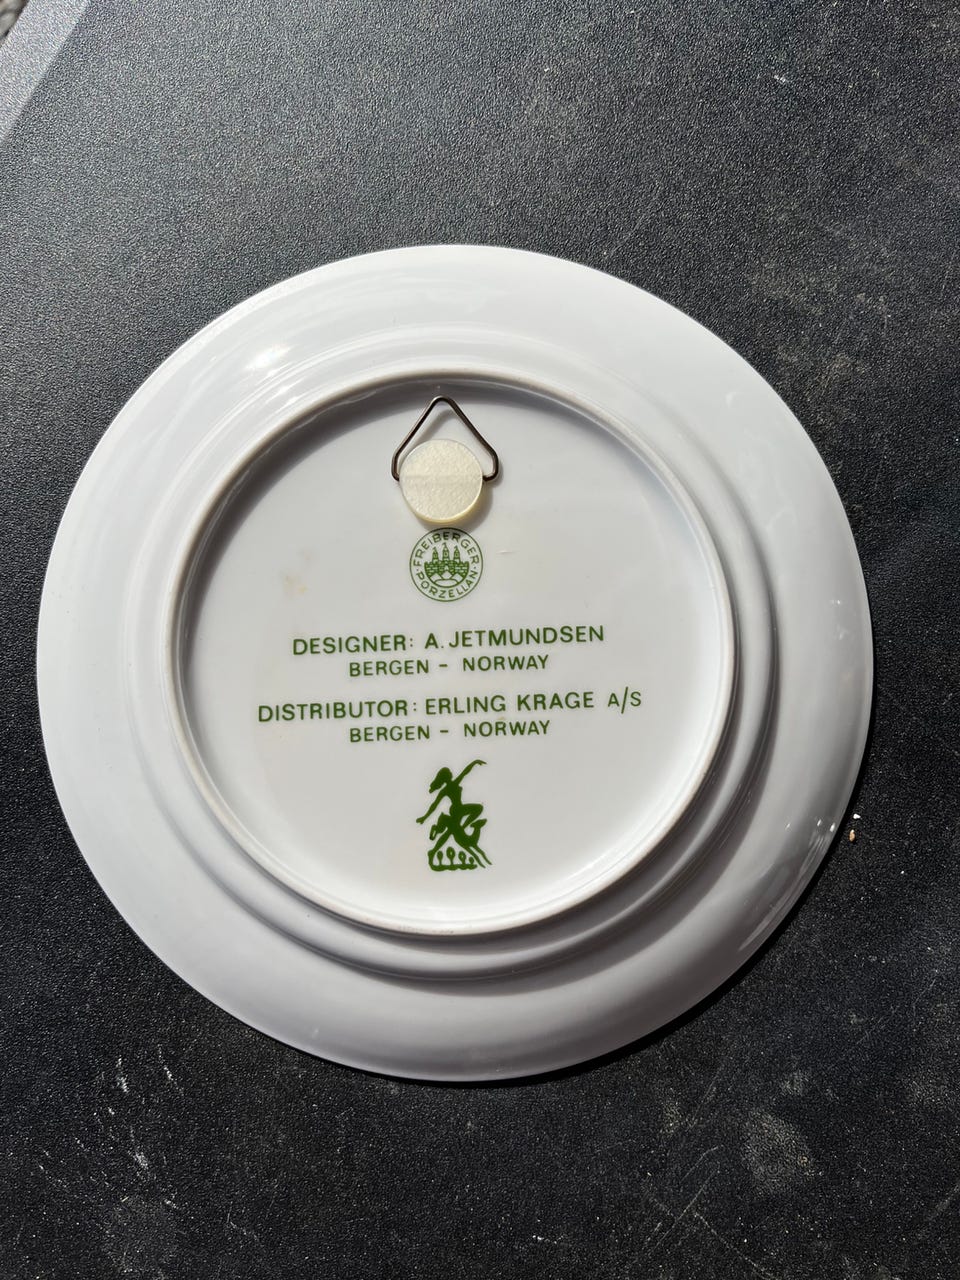 FREIBERGER
PORZELLAN
DESIGNER: A. JETMUNDSEN
BERGEN - NORWAY
DISTRIBUTOR: ERLING KRAGE A/S
BERGEN - NORWAY